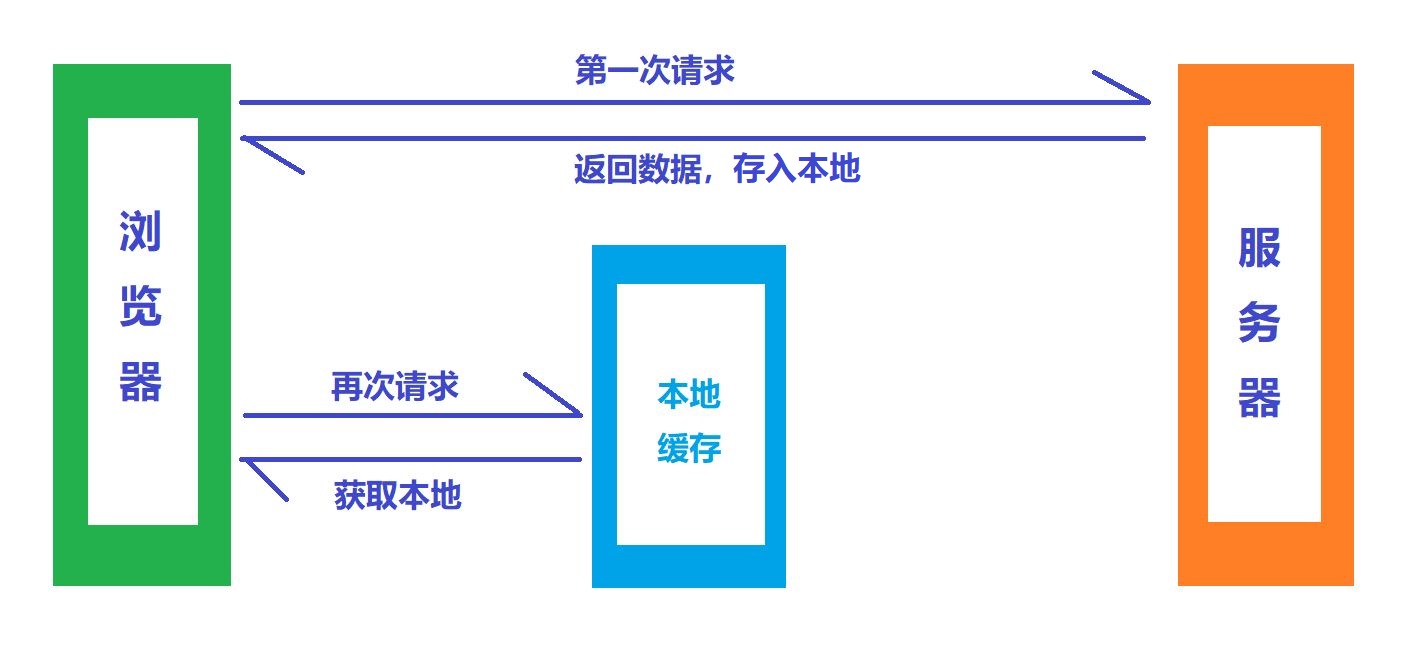 第一次请求
返回数据，存入本地
浏览器
服务器
再次请求
本地
缓存
获取本地